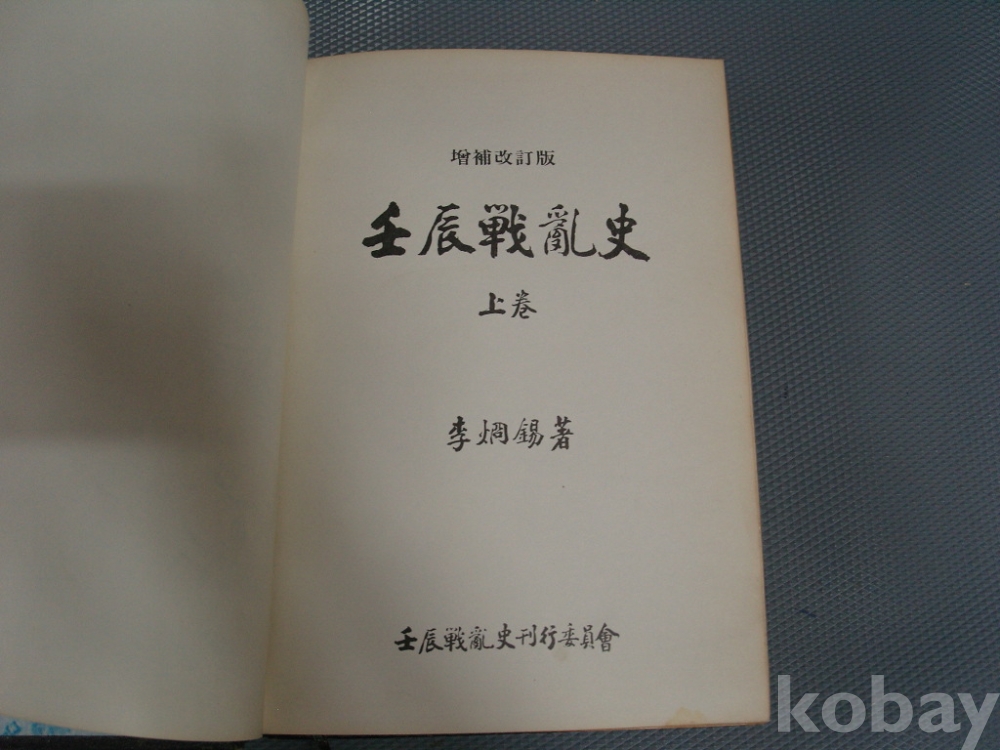 增補改訂版
壬辰戰亂史
上卷
李烱錫著
壬辰戰亂史刊行委員會
kobay